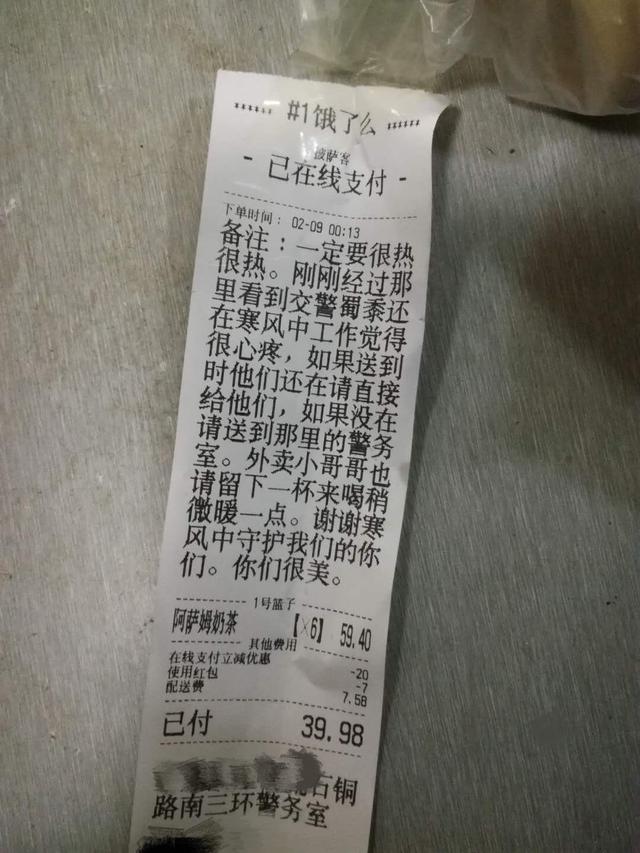 ****** #1饿了么 ******
披萨客
- 已在线支付 -
下单时间： 02-09 00:13
备注：一定要很热
很热。刚刚经过那
里看到交警蜀黍还
在寒风中工作觉得
很心疼，如果送到
时他们还在请直接
给他们，如果没在
请送到那里的警务
室。外卖小哥哥也
请留下一杯来喝稍
微暖一点。谢谢寒
风中守护我们的你
们。你们很美。
1号篮子
阿萨姆奶茶 【X6】 59.40
其他费用
在线支付立减优惠 -20
使用红包 -7
配送费 7.58
已付 39.98
石铜
路南三环警务室